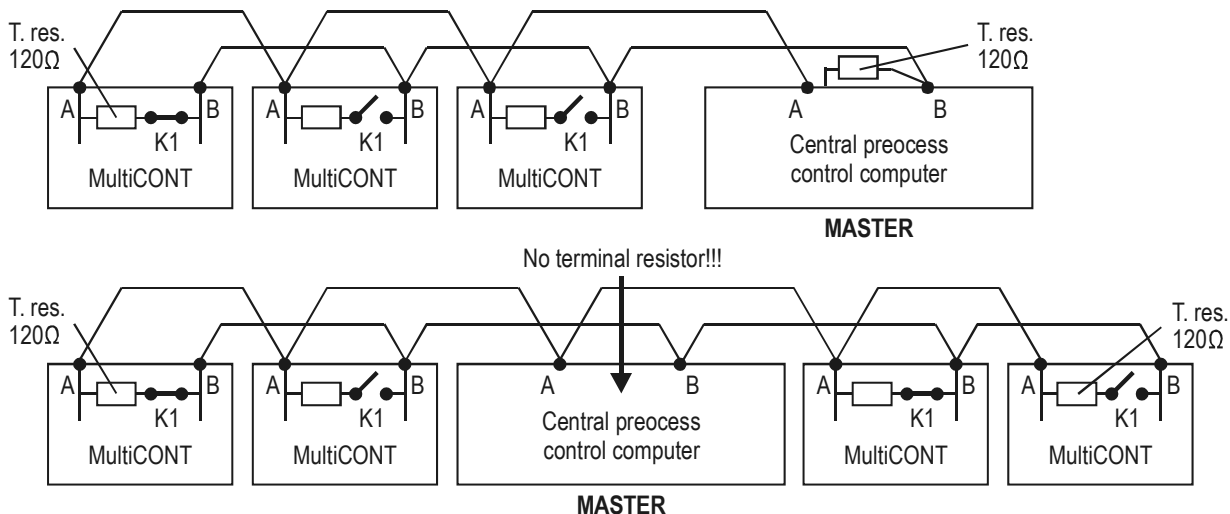 T. res.
120Ω
T. res.
120Ω
A B A B A B A B
K1 K1 K1
MultiCONT MultiCONT MultiCONT
Central preocess
control computer
MASTER
No terminal resistor!!!
T. res.
120Ω
T. res.
120Ω
A B A B A B A B A B
K1 K1 K1 K1
MultiCONT MultiCONT MultiCONT MultiCONT
Central preocess
control computer
MASTER